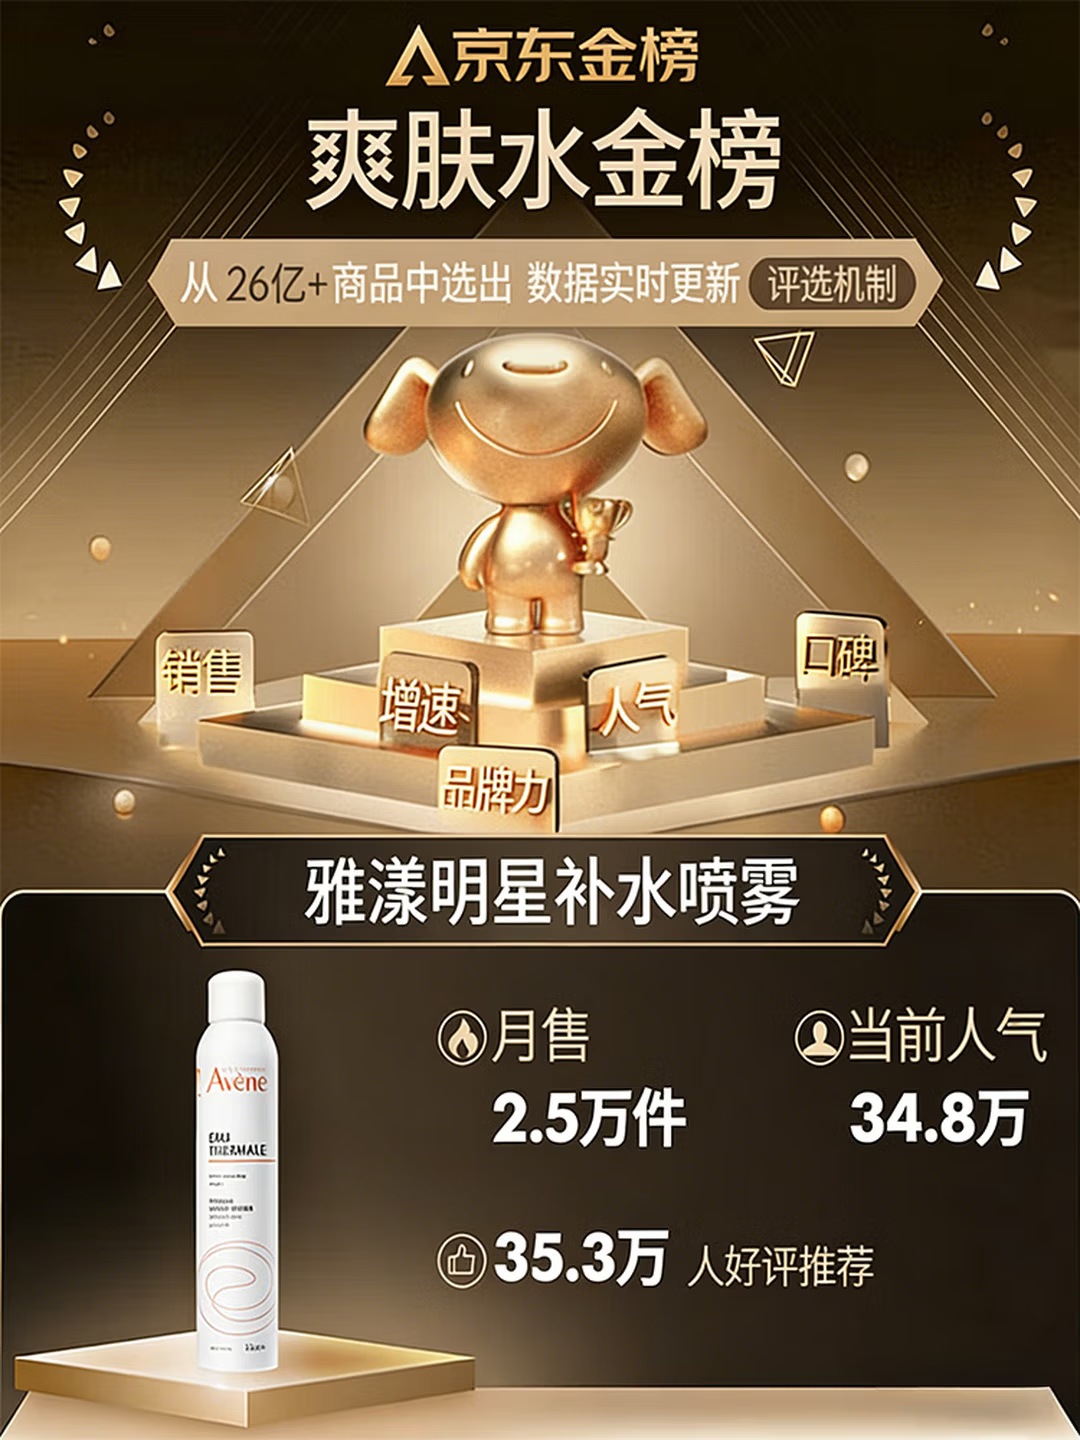 京东金榜
爽肤水金榜
从26亿+商品中选出 数据实时更新 评选机制
销售
口碑
增速
人气
品牌力
雅漾明星补水喷雾
月售
2.5万件
当前人气
34.8万
35.3万 人好评推荐
Avène
EAU
THERMALE